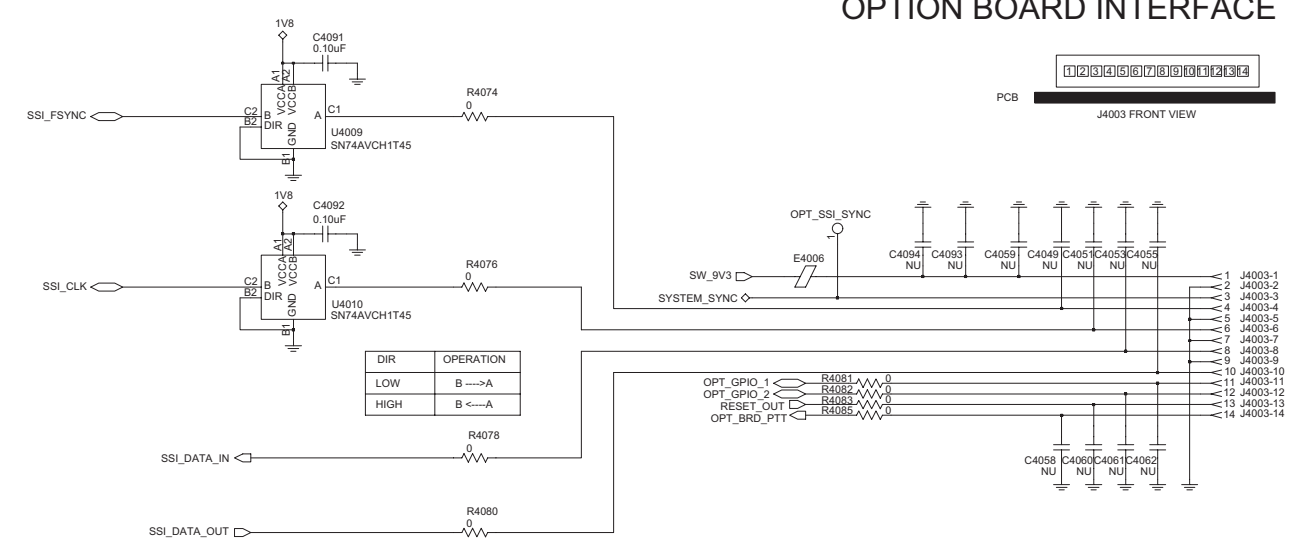 OPTION BOARD INTERFACE
1 2 3 4 5 6 7 8 9 10 11 12 13 14
PCB
J4003 FRONT VIEW
1V8
C4091
0.10uF
A1
A2
VCCA
VCCB
SSI_FSYNC
C2
B
B2
DIR
GND
B1
A
C1
U4009
SN74AVCH1T45
R4074
0
1V8
C4092
0.10uF
A1
A2
VCCA
VCCB
SSI_CLK
C2
B
B2
DIR
GND
B1
A
C1
U4010
SN74AVCH1T45
R4076
0
DIR OPERATION
LOW B ---->A
HIGH B <----A
R4078
0
SSI_DATA_IN
R4080
0
SSI_DATA_OUT
OPT_SSI_SYNC
1
E4006
SW_9V3
SYSTEM_SYNC
C4094
NU
C4093
NU
C4059
NU
C4049
NU
C4051
NU
C4053
NU
C4055
NU
1 J4003-1
2 J4003-2
3 J4003-3
4 J4003-4
5 J4003-5
6 J4003-6
7 J4003-7
8 J4003-8
9 J4003-9
10 J4003-10
11 J4003-11
12 J4003-12
13 J4003-13
14 J4003-14
OPT_GPIO_1 R4081 0
OPT_GPIO_2 R4082 0
RESET_OUT R4083 0
OPT_BRD_PTT R4085 0
C4058
NU
C4060
NU
C4061
NU
C4062
NU